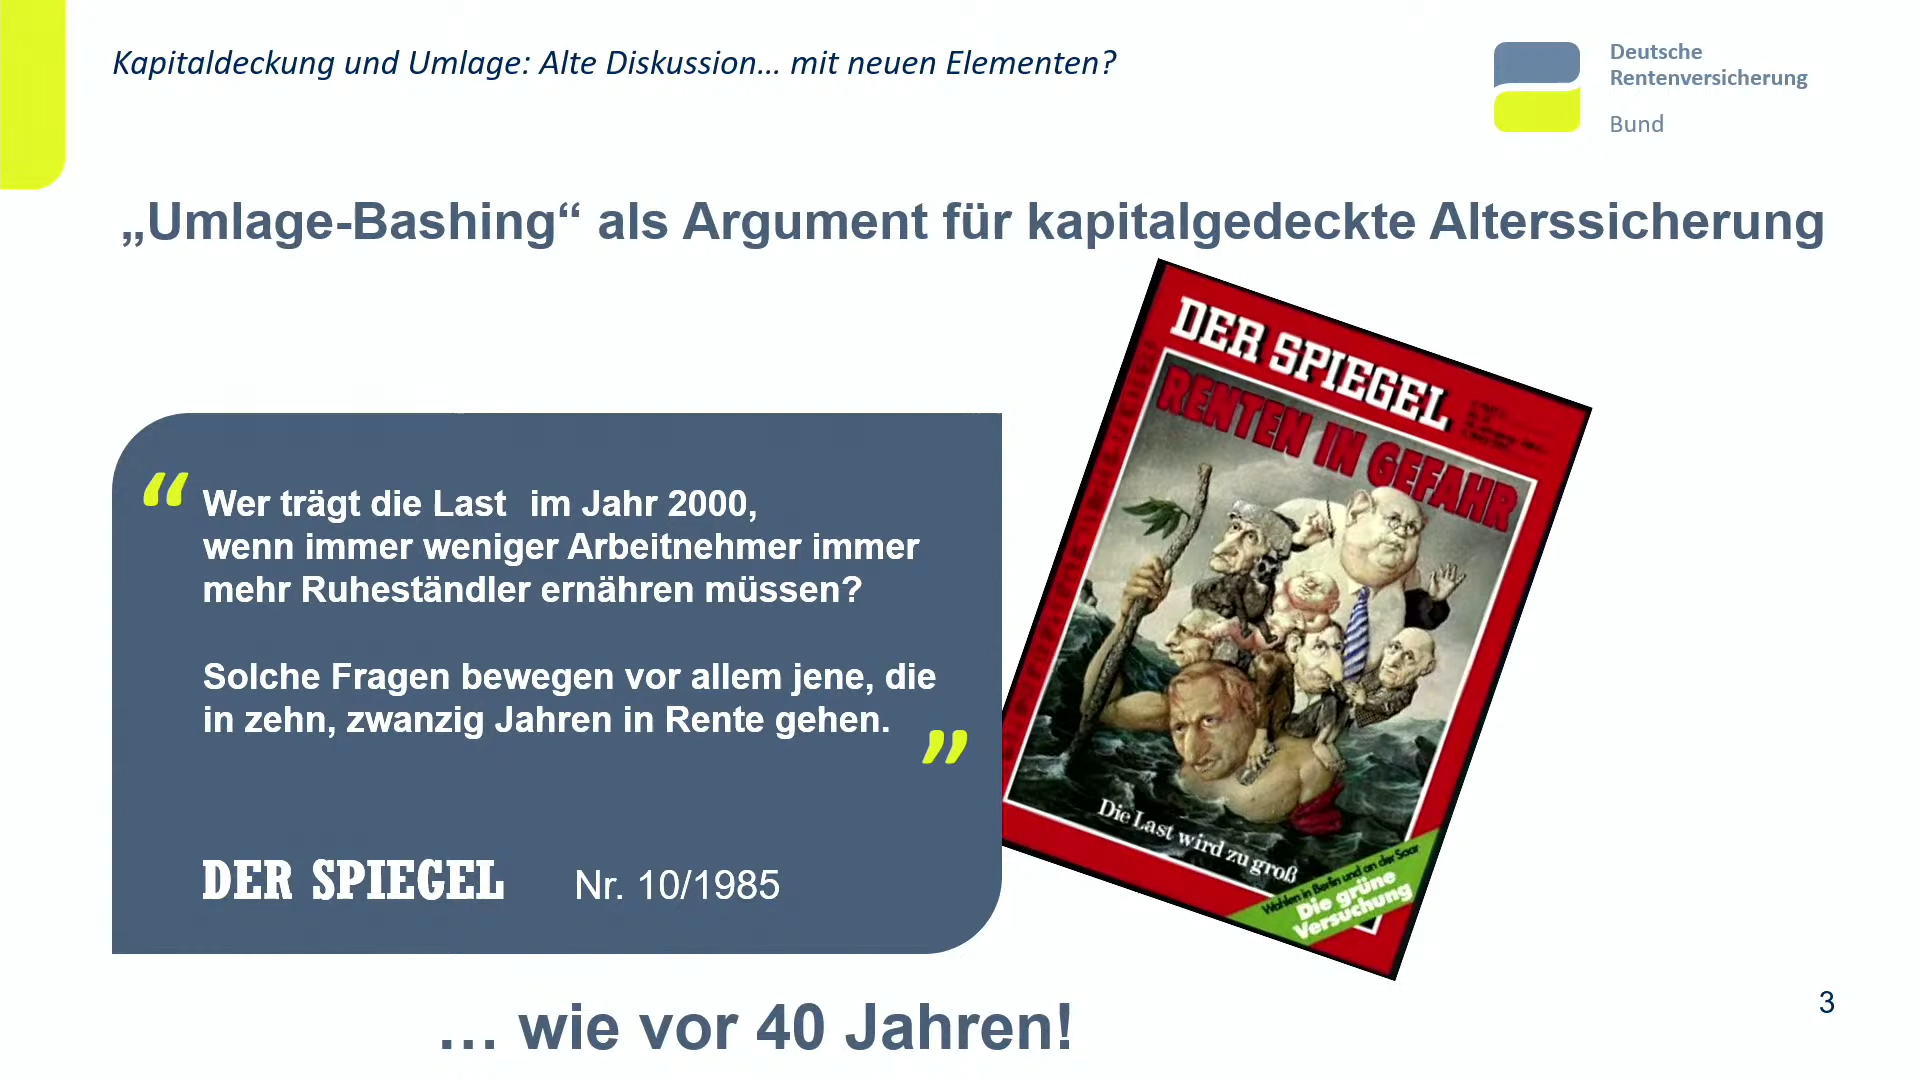 Kapitaldeckung und Umlage: Alte Diskussion... mit neuen Elementen?
Deutsche
Rentenversicherung
Bund
„Umlage-Bashing“ als Argument für kapitalgedeckte Alterssicherung
“ Wer trägt die Last im Jahr 2000,
wenn immer weniger Arbeitnehmer immer
mehr Ruheständler ernähren müssen?
Solche Fragen bewegen vor allem jene, die
in zehn, zwanzig Jahren in Rente gehen. ”
DER SPIEGEL Nr. 10/1985
DER SPIEGEL
RENTEN IN GEFAHR
Die Last wird zu groß
Wahlen in Berlin und an der Saar
Die grüne
Versuchung
… wie vor 40 Jahren!
3